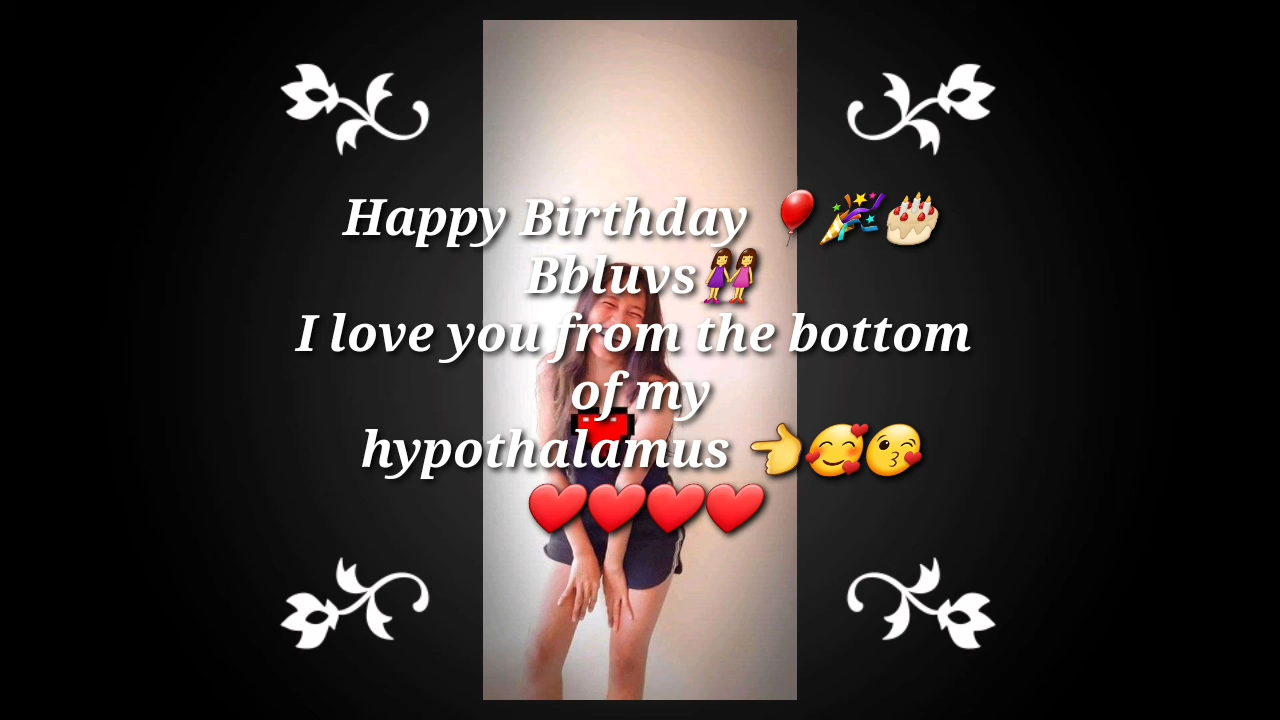 Happy Birthday 🎈🎉🎂
Bbluvs👭
I love you from the bottom
of my
hypothalamus 👈🥰😘
❤❤❤❤